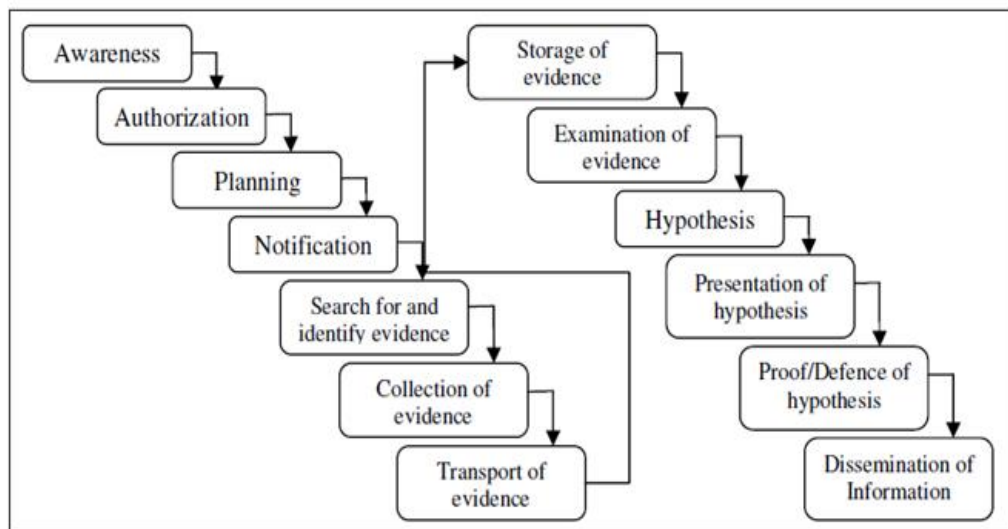 Awareness
Authorization
Planning
Notification
Search for and
identify evidence
Collection of
evidence
Transport of
evidence
Storage of
evidence
Examination of
evidence
Hypothesis
Presentation of
hypothesis
Proof/Defence of
hypothesis
Dissemination of
Information